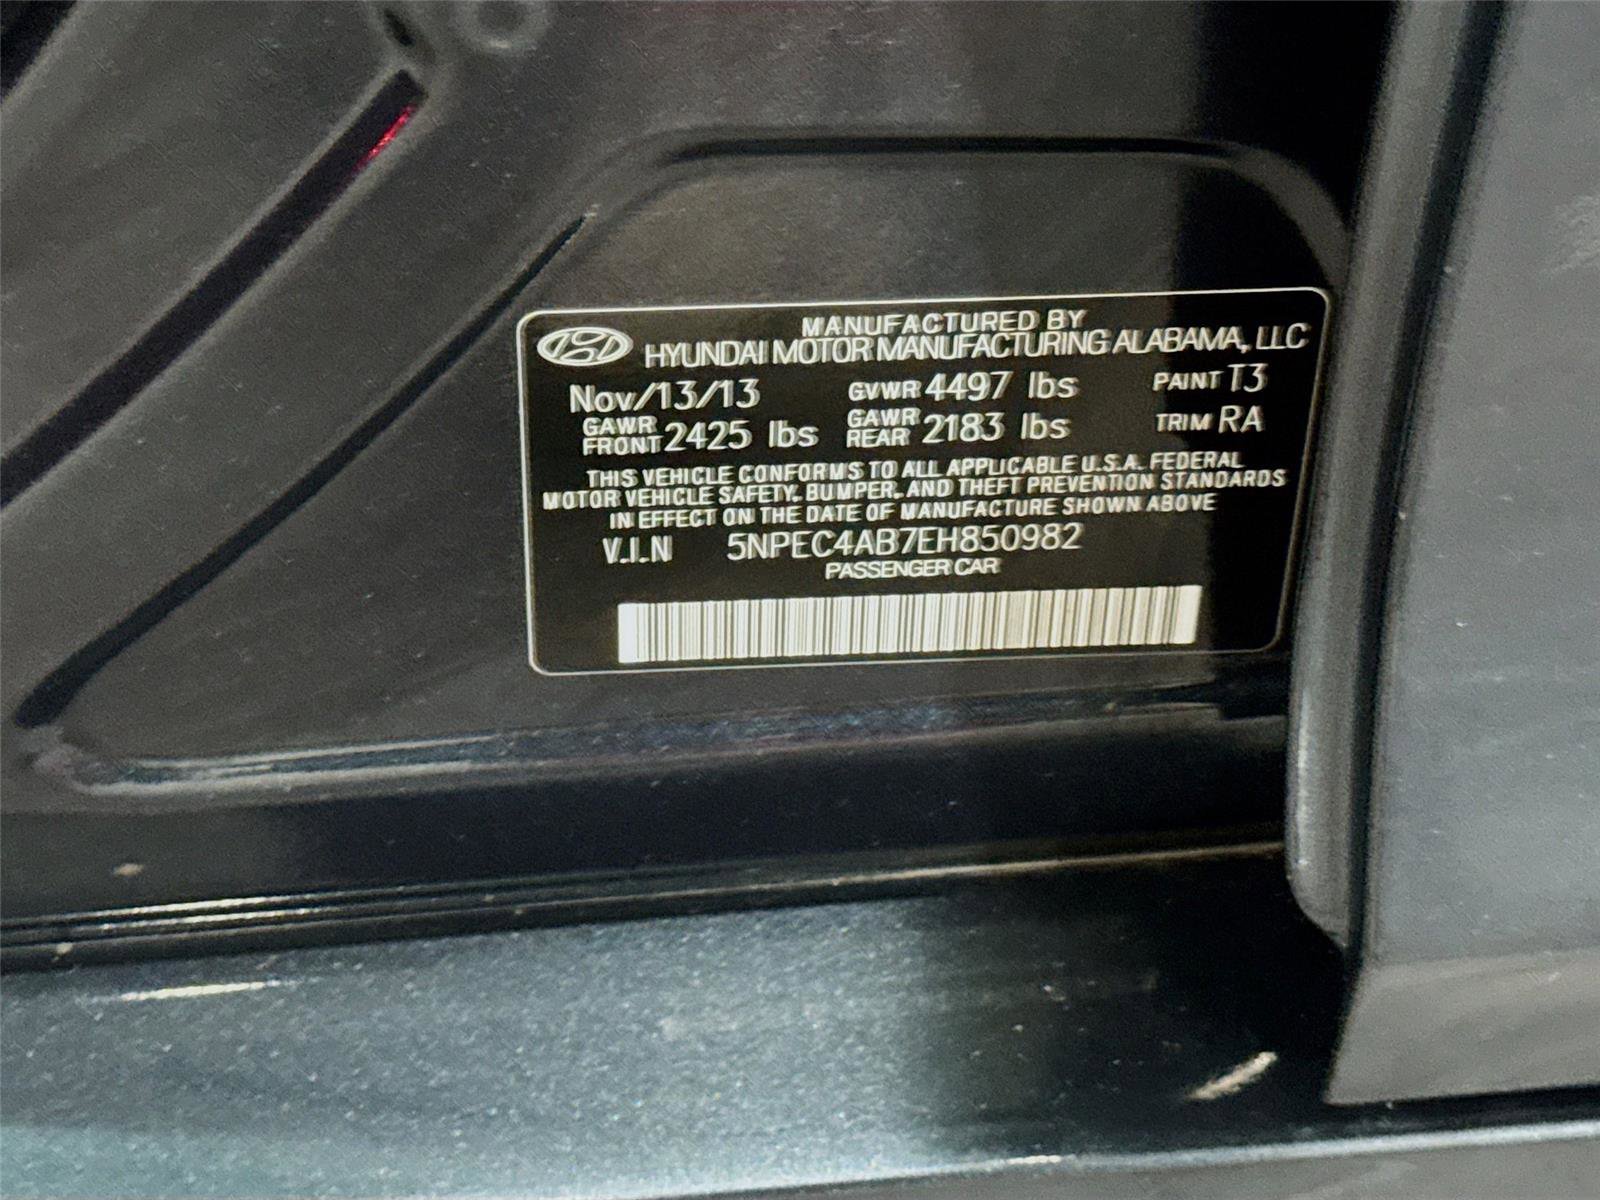 MANUFACTURED BY
HYUNDAI MOTOR MANUFACTURING ALABAMA, LLC
Nov/13/13 GVWR 4497 lbs PAINT T3
GAWR FRONT 2425 lbs GAWR REAR 2183 lbs TRIM RA
THIS VEHICLE CONFORMS TO ALL APPLICABLE U.S.A. FEDERAL
MOTOR VEHICLE SAFETY, BUMPER, AND THEFT PREVENTION STANDARDS
IN EFFECT ON THE DATE OF MANUFACTURE SHOWN ABOVE
V.I.N 5NPEC4AB7EH850982
PASSENGER CAR